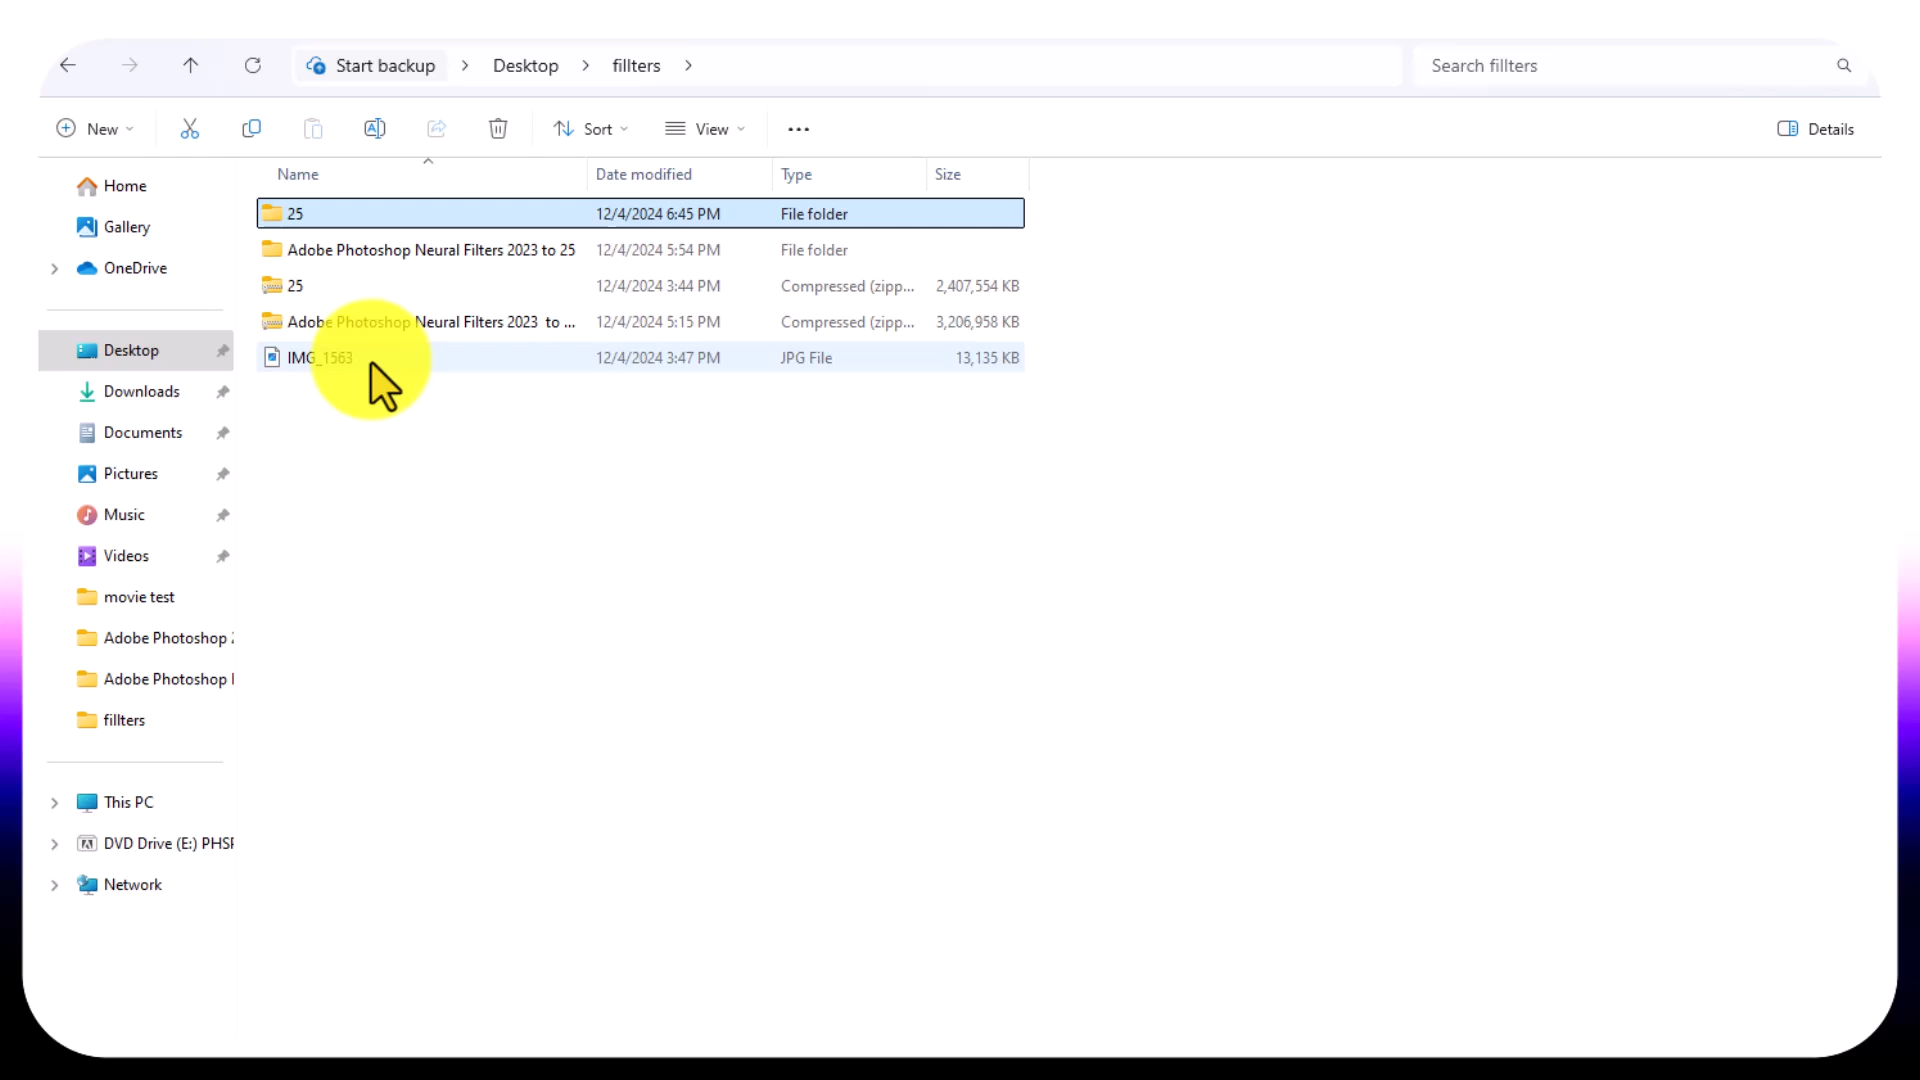 Start backup > Desktop > fillters >
Search fillters
New
Sort
View
Details
Name Date modified Type Size
25 12/4/2024 6:45 PM File folder
Adobe Photoshop Neural Filters 2023 to 25 12/4/2024 5:54 PM File folder
25 12/4/2024 3:44 PM Compressed (zipp... 2,407,554 KB
Adobe Photoshop Neural Filters 2023 to ... 12/4/2024 5:15 PM Compressed (zipp... 3,206,958 KB
IMG_1563 12/4/2024 3:47 PM JPG File 13,135 KB
Home
Gallery
OneDrive
Desktop
Downloads
Documents
Pictures
Music
Videos
movie test
Adobe Photoshop
Adobe Photoshop
fillters
This PC
DVD Drive (E:)
Network